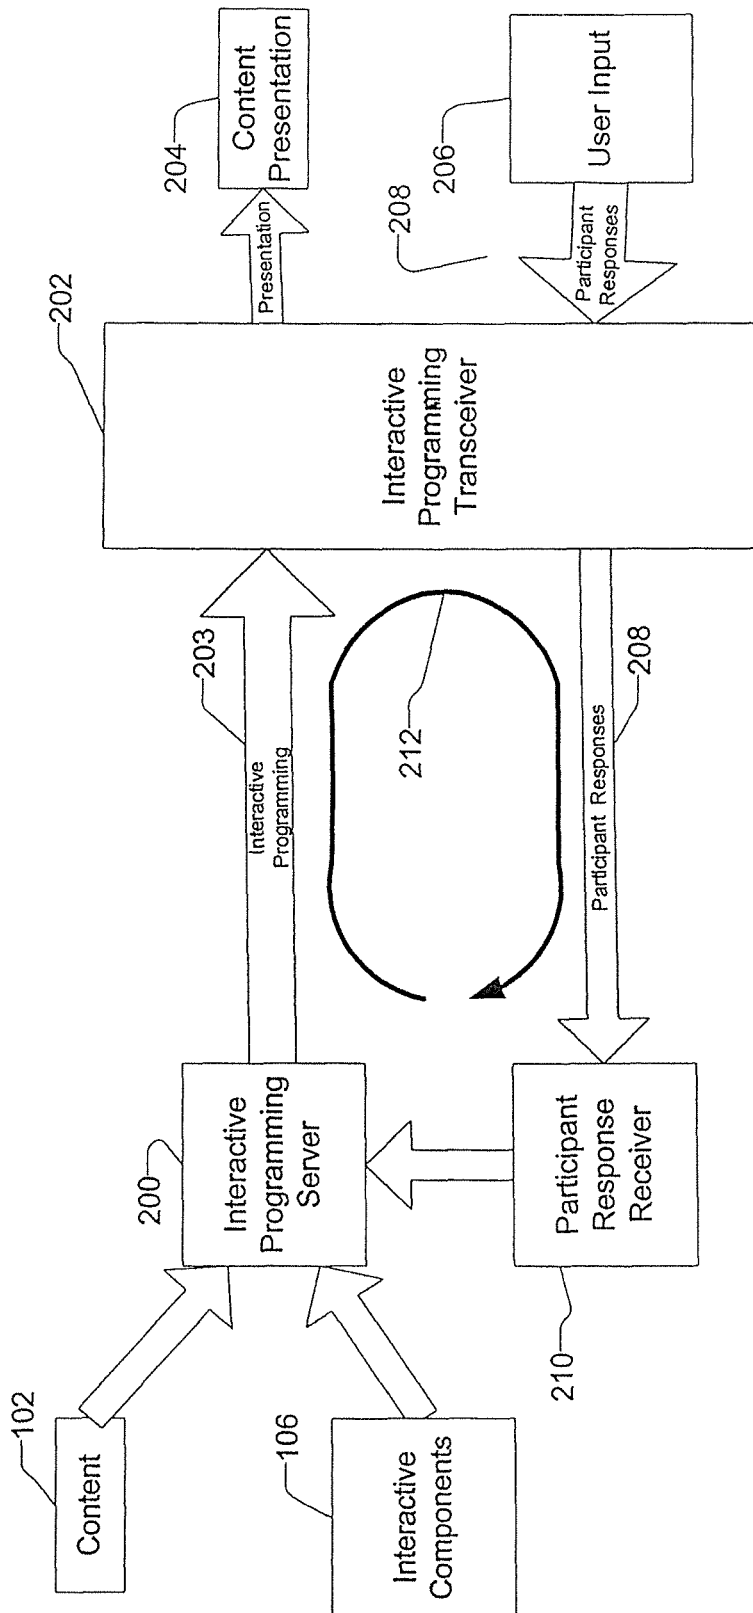 102
Content
106
Interactive
Components
200
Interactive
Programming
Server
210
Participant
Response
Receiver
203
Interactive
Programming
212
Participant Responses
208
202
Interactive
Programming
Transceiver
Presentation
204
Content
Presentation
208
Participant
Responses
206
User Input